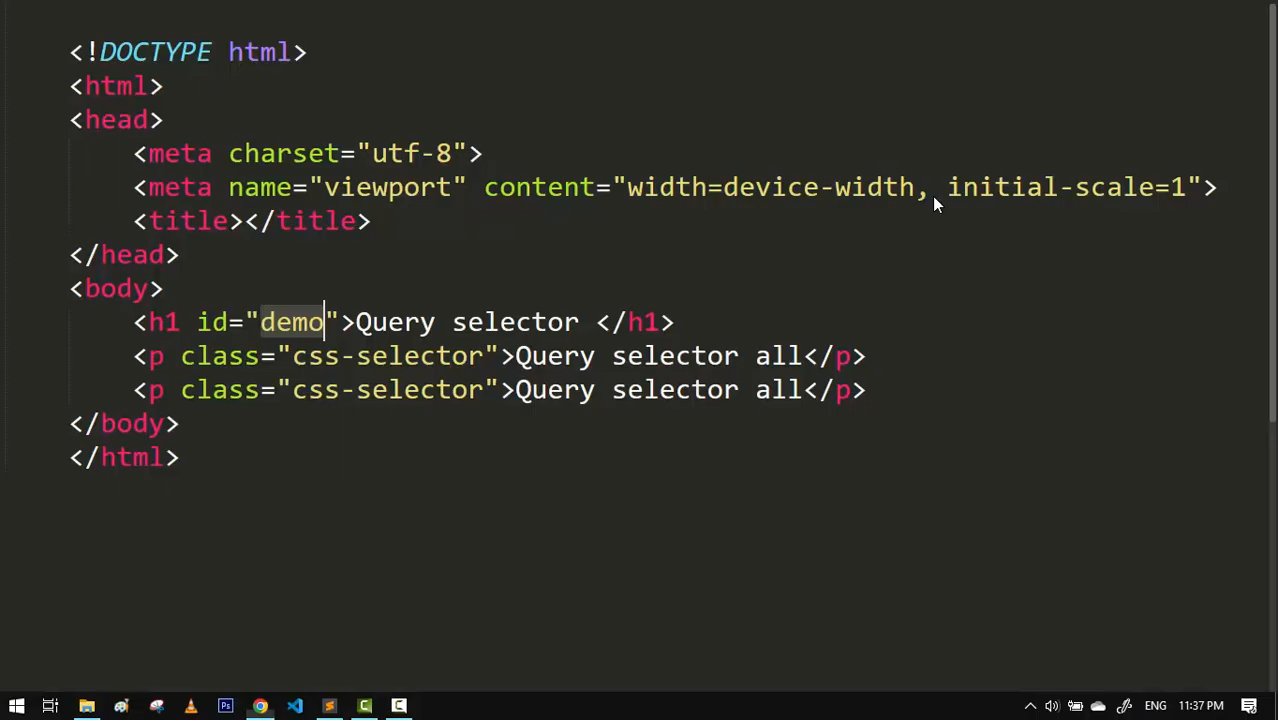 <!DOCTYPE html>
<html>
<head>
<meta charset="utf-8">
<meta name="viewport" content="width=device-width, initial-scale=1">
<title></title>
</head>
<body>
<h1 id="demo">Query selector </h1>
<p class="css-selector">Query selector all</p>
<p class="css-selector">Query selector all</p>
</body>
</html>
Ps
C
C
ENG
11:37 PM